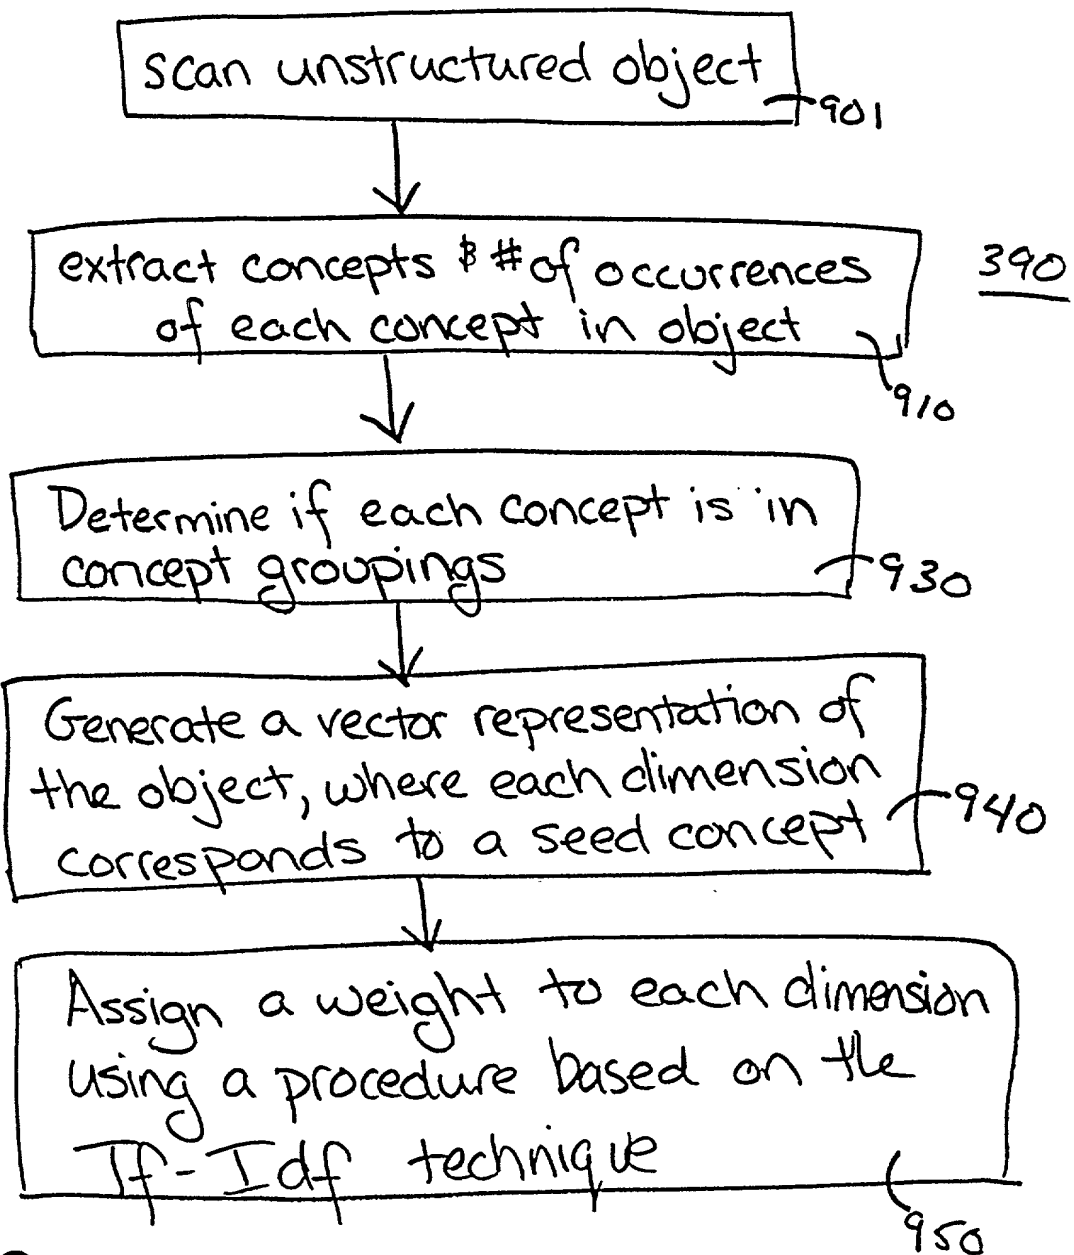 scan unstructured object
901
extract concepts & # of occurrences
of each concept in object
390
910
Determine if each concept is in
concept groupings
930
Generate a vector representation of
the object, where each dimension
corresponds to a seed concept
940
Assign a weight to each dimension
using a procedure based on the
Tf-Idf technique
950